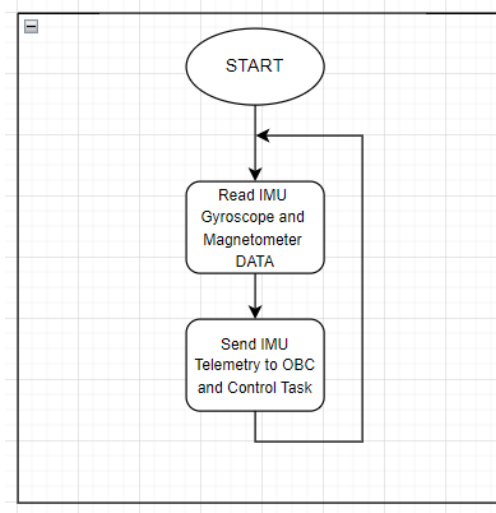 START
Read IMU
Gyroscope and
Magnetometer
DATA
Send IMU
Telemetry to OBC
and Control Task